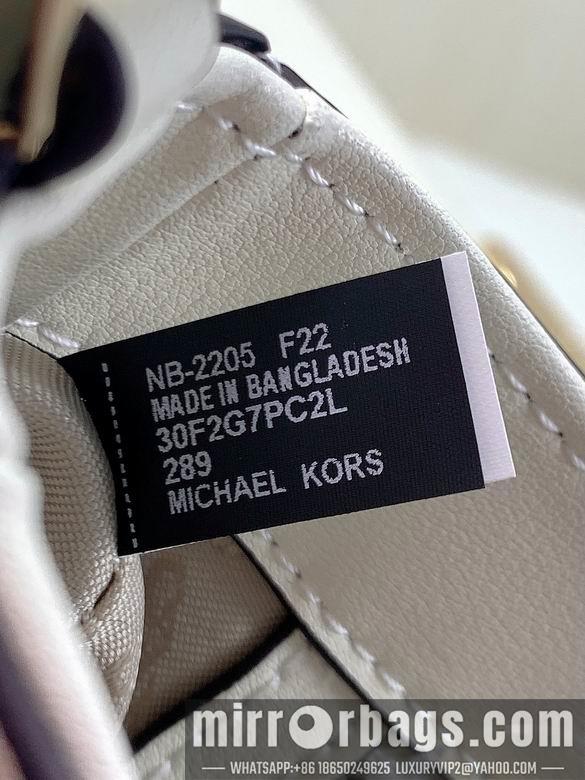 NB-2205 F22
MADE IN BANGLADESH
30F2G7PC2L
289
MICHAEL KORS
mirrorbags.com
WHATSAPP:+86 18650249625 LUXURYVIP2@YAHOO.COM